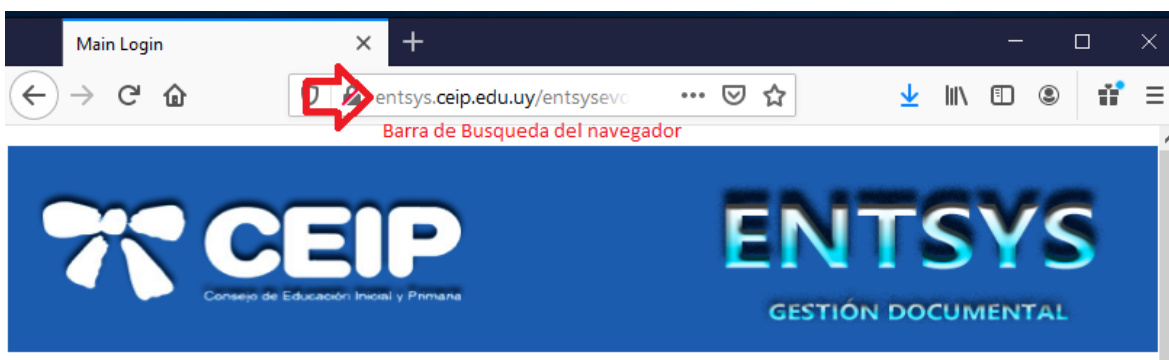 Main Login
entsys.ceip.edu.uy/entsysevo
Barra de Busqueda del navegador
CEIP
Consejo de Educación Inicial y Primaria
ENTSYS
GESTIÓN DOCUMENTAL